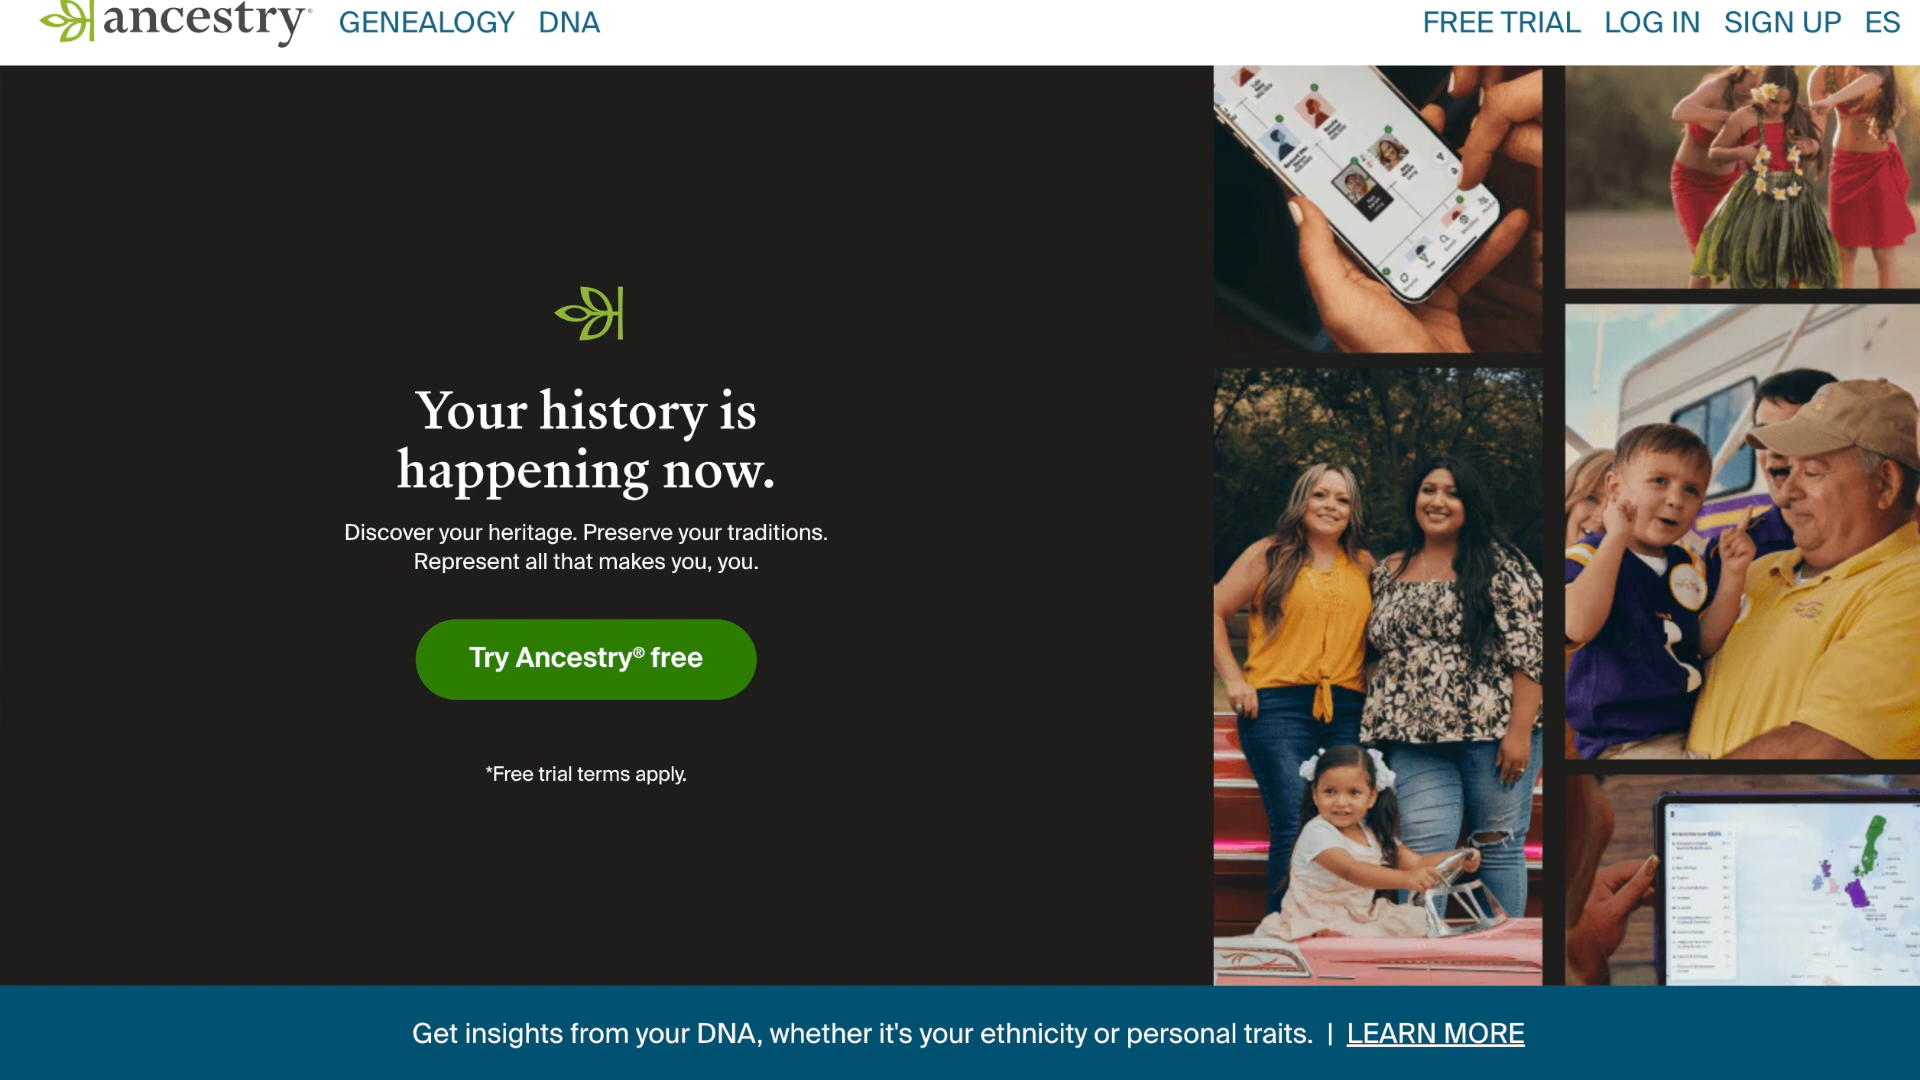 ancestry® GENEALOGY DNA FREE TRIAL LOG IN SIGN UP ES
Your history is
happening now.
Discover your heritage. Preserve your traditions.
Represent all that makes you, you.
Try Ancestry® free
*Free trial terms apply.
Get insights from your DNA, whether it's your ethnicity or personal traits. | LEARN MORE